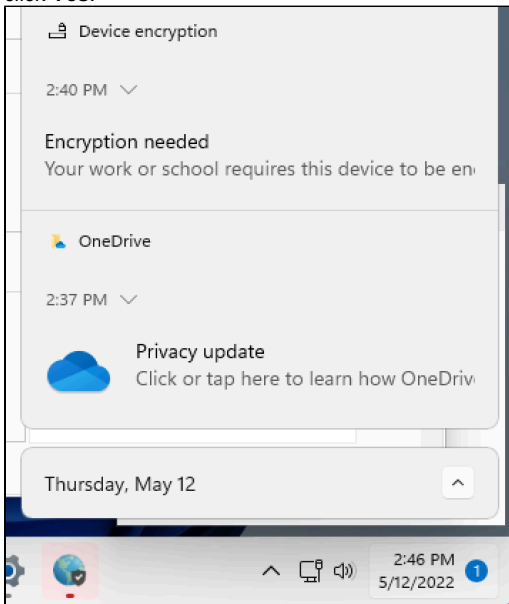 Device encryption
2:40 PM
Encryption needed
Your work or school requires this device to be
OneDrive
2:37 PM
Privacy update
Click or tap here to learn how
Thursday, May 12
2:46 PM
5/12/2022
1